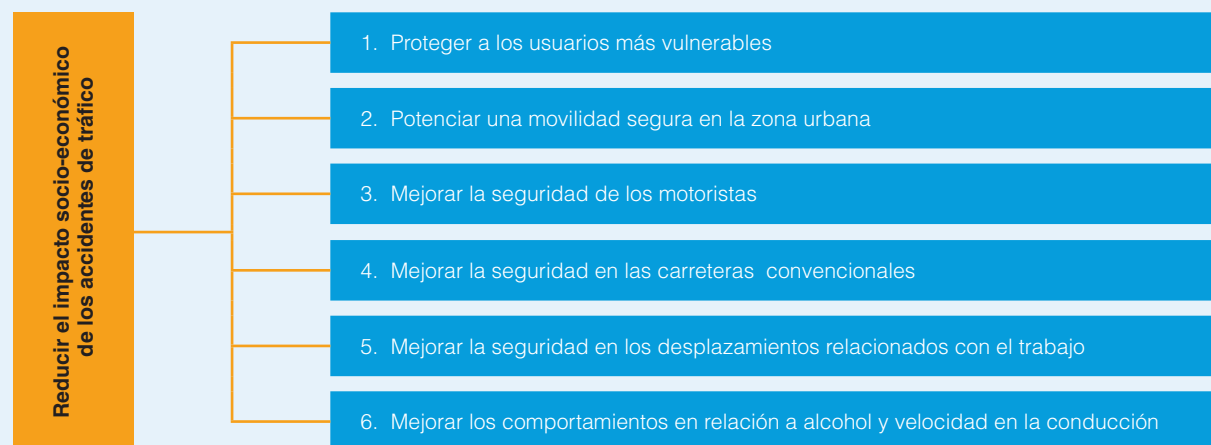 Reducir el impacto socio-económico
de los accidentes de tráfico
1. Proteger a los usuarios más vulnerables
2. Potenciar una movilidad segura en la zona urbana
3. Mejorar la seguridad de los motoristas
4. Mejorar la seguridad en las carreteras convencionales
5. Mejorar la seguridad en los desplazamientos relacionados con el trabajo
6. Mejorar los comportamientos en relación a alcohol y velocidad en la conducción